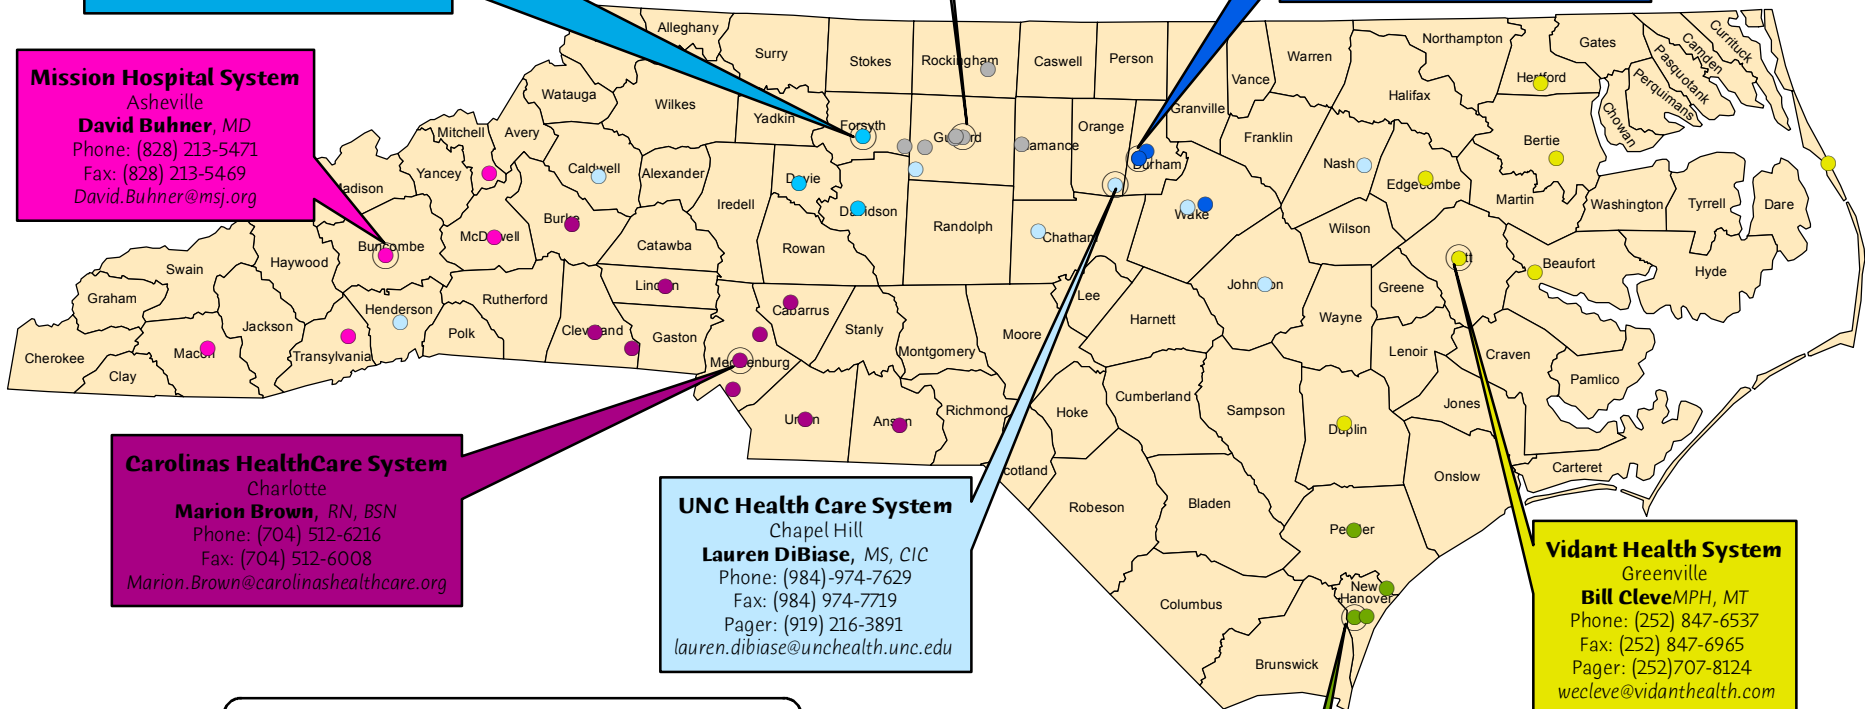 Mission Hospital System
Asheville
David Buhner, MD
Phone: (828) 213-5471
Fax: (828) 213-5469
David.Buhner@msj.org
Carolinas HealthCare System
Charlotte
Marion Brown, RN, BSN
Phone: (704) 512-6216
Fax: (704) 512-6008
Marion.Brown@carolinashealthcare.org
UNC Health Care System
Chapel Hill
Lauren DiBiase, MS, CIC
Phone: (984)-974-7629
Fax: (984) 974-7719
Pager: (919) 216-3891
lauren.dibiase@unchealth.unc.edu
Vidant Health System
Greenville
Bill CleveMPH, MT
Phone: (252) 847-6537
Fax: (252) 847-6965
Pager: (252)707-8124
wecleve@vidanthealth.com
Alleghany
Surry
Stokes
Rockingham
Caswell
Person
Granville
Vance
Warren
Northampton
Gates
Currituck
Camden
Pasquotank
Perquimans
Chowan
Hertford
Halifax
Bertie
Watauga
Wilkes
Yadkin
Forsyth
Guilford
Alamance
Orange
Durham
Franklin
Nash
Edgecombe
Martin
Washington
Tyrrell
Dare
Mitchell
Avery
Yancey
Madison
Caldwell
Alexander
Iredell
Davie
Davidson
Randolph
Chatham
Wake
Wilson
Pitt
Beaufort
Hyde
Buncombe
McDowell
Burke
Catawba
Rowan
Swain
Haywood
Graham
Henderson
Rutherford
Lincoln
Cabarrus
Stanly
Montgomery
Moore
Lee
Harnett
Johnston
Wayne
Greene
Lenoir
Craven
Pamlico
Cherokee
Clay
Macon
Jackson
Transylvania
Polk
Cleveland
Gaston
Mecklenburg
Union
Anson
Richmond
Hoke
Cumberland
Sampson
Duplin
Jones
Onslow
Carteret
Scotland
Robeson
Bladen
Pender
New
Hanover
Columbus
Brunswick